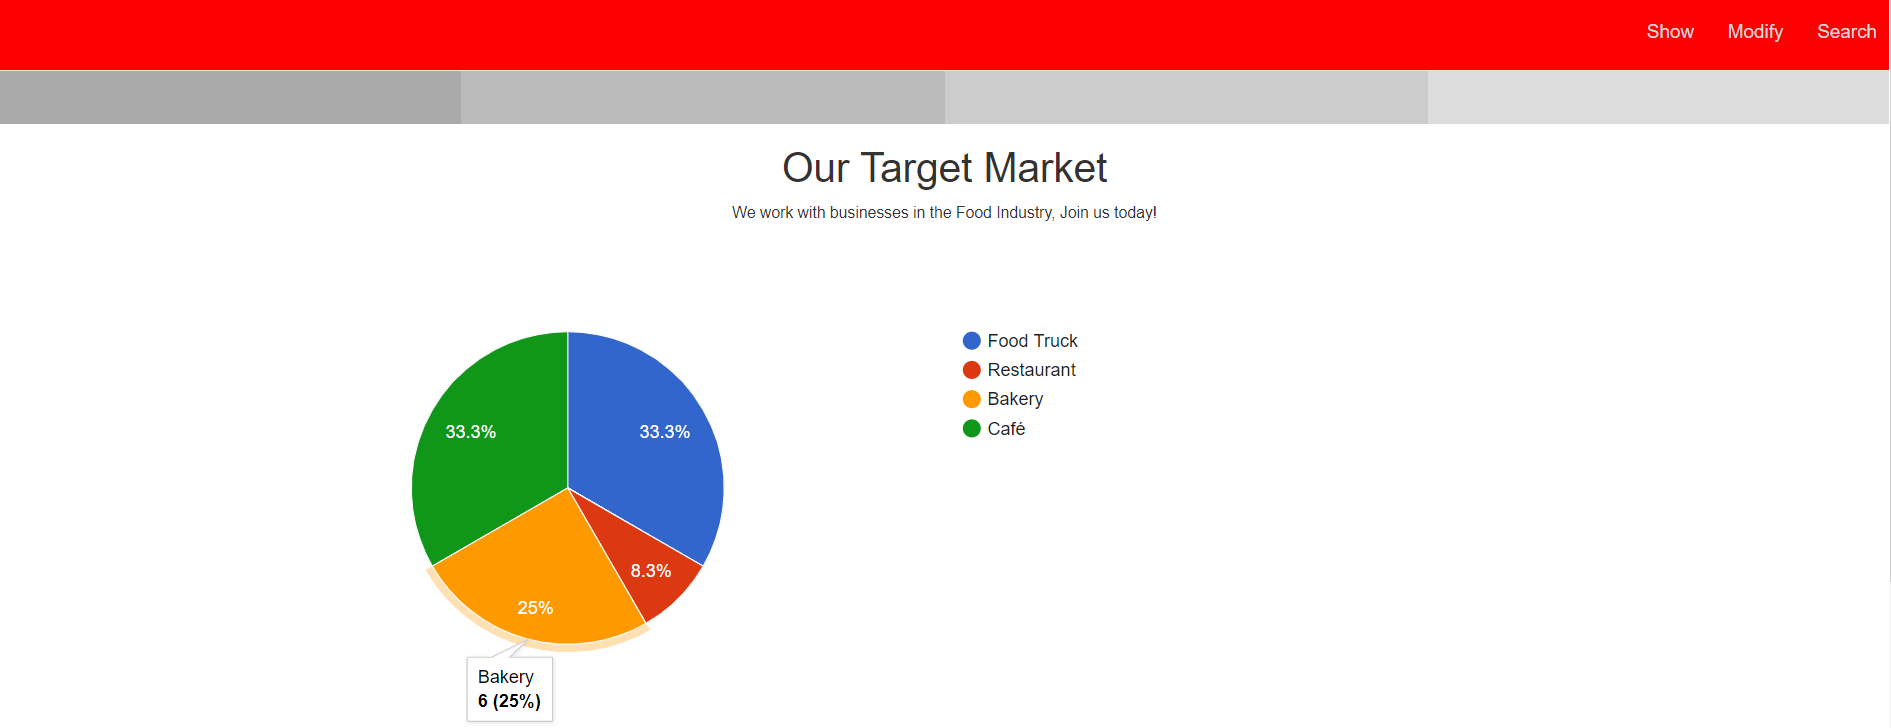 Show Modify Search
Our Target Market
We work with businesses in the Food Industry, Join us today!
Food Truck
Restaurant
Bakery
Café
33.3%
33.3%
8.3%
25%
Bakery
6 (25%)